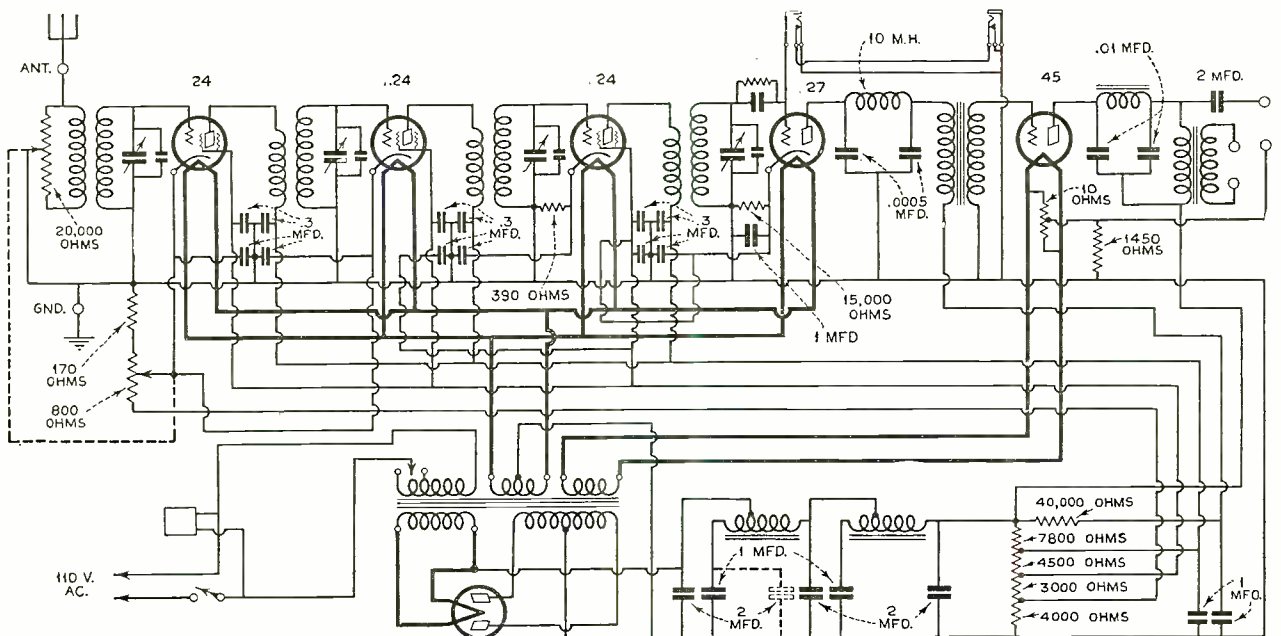 10 M.H.
.01 MFD.
ANT.
24
.24
.24
.27
45
2 MFD.
20,000
OHMS
.3
MFD.
.3
MFD.
.3
MFD.
.0005
MFD.
10
OHMS
1450
OHMS
390 OHMS
15,000
OHMS
1 MFD
GND.
170
OHMS
800
OHMS
110 V.
AC.
1 MFD.
2
MFD.
2
MFD.
40,000 OHMS
7800 OHMS
4500 OHMS
3000 OHMS
4000 OHMS
1
MFD.